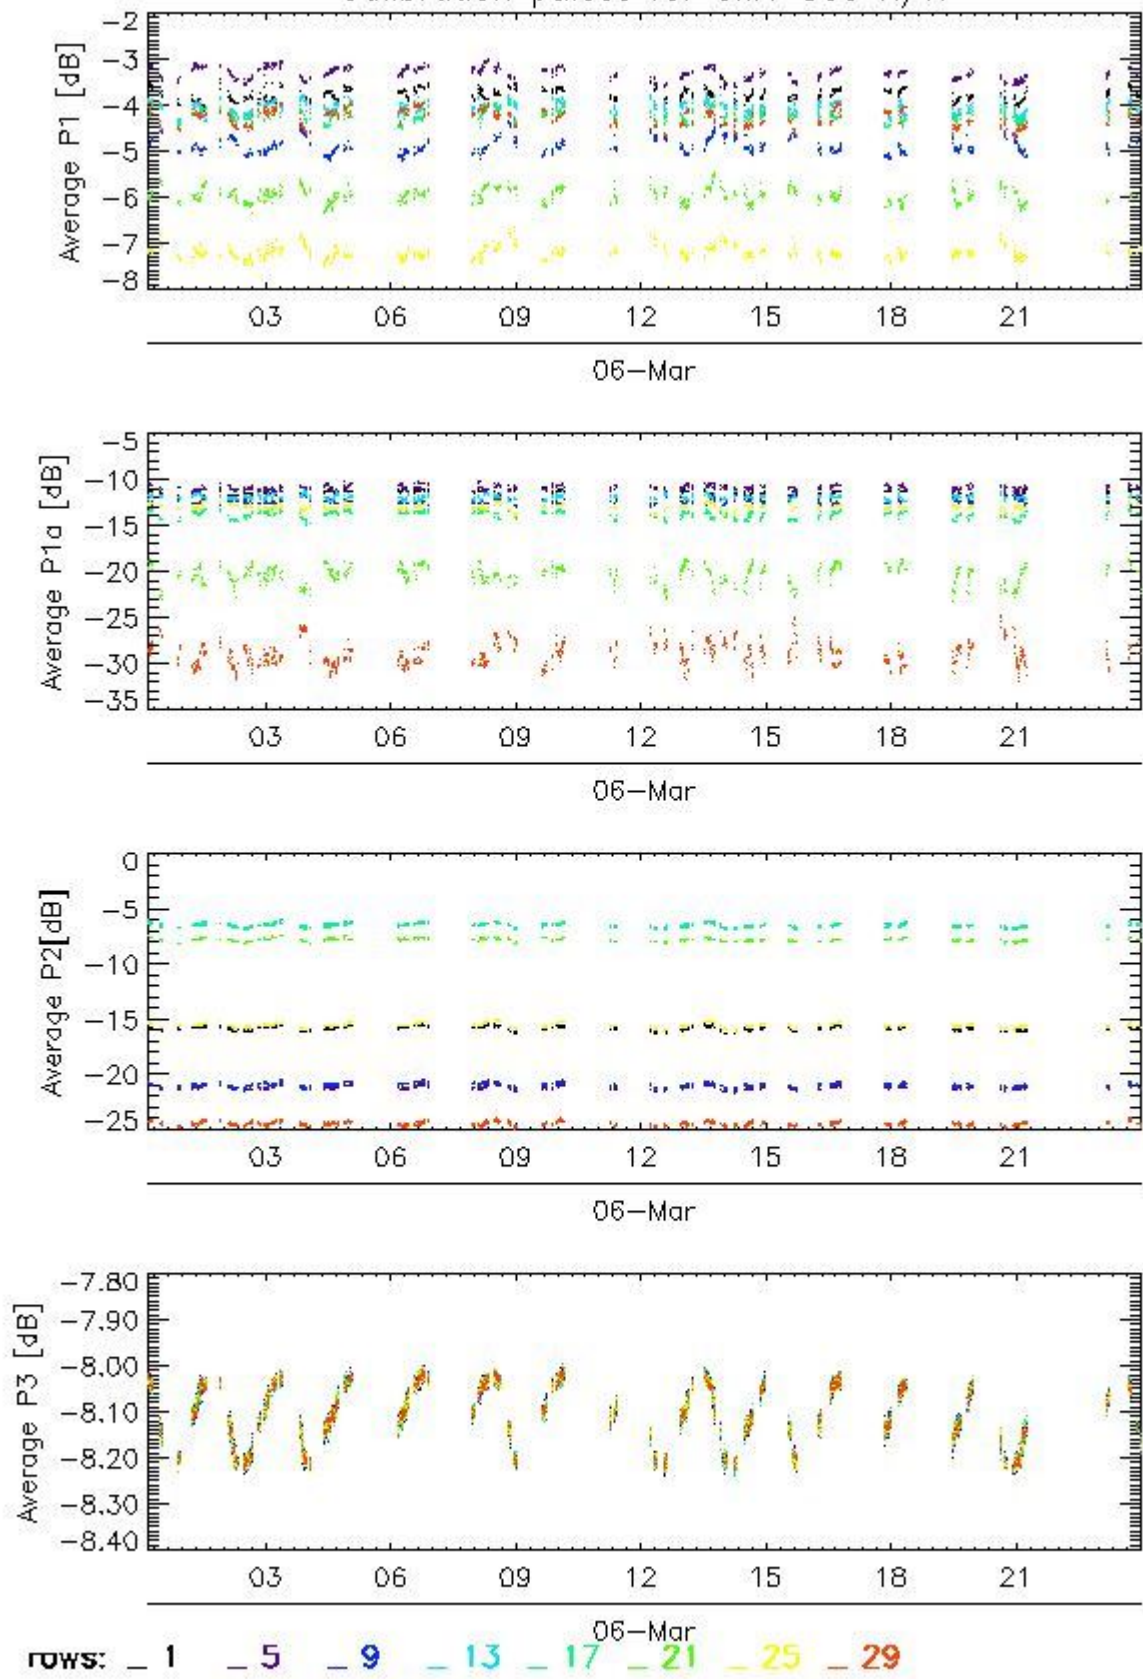 −2
−3
−4
−5
−6
−7
−8
Average P1 [dB]
03 06 09 12 15 18 21
06−Mar
−5
−10
−15
−20
−25
−30
−35
Average P1a [dB]
03 06 09 12 15 18 21
06−Mar
0
−5
−10
−15
−20
−25
Average P2[dB]
03 06 09 12 15 18 21
06−Mar
−7.80
−7.90
−8.00
−8.10
−8.20
−8.30
−8.40
Average P3 [dB]
03 06 09 12 15 18 21
06−Mar
rows: _ 1 _ 5 _ 9 _ 13 _ 17 _ 21 _ 25 _ 29